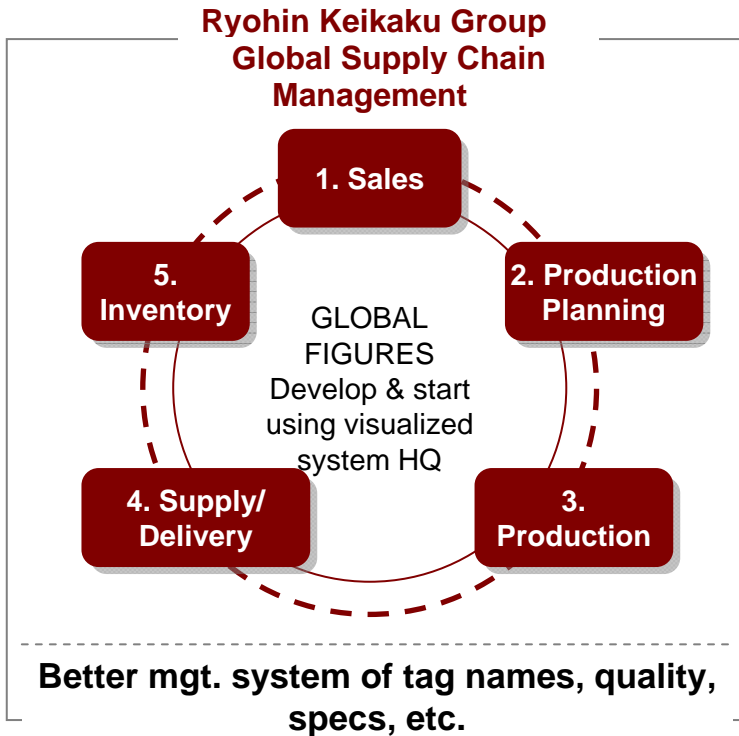 Ryohin Keikaku Group
Global Supply Chain
Management
1. Sales
2. Production
Planning
3.
Production
4. Supply/
Delivery
5.
Inventory
GLOBAL
FIGURES
Develop & start
using visualized
system HQ
Better mgt. system of tag names, quality,
specs, etc.